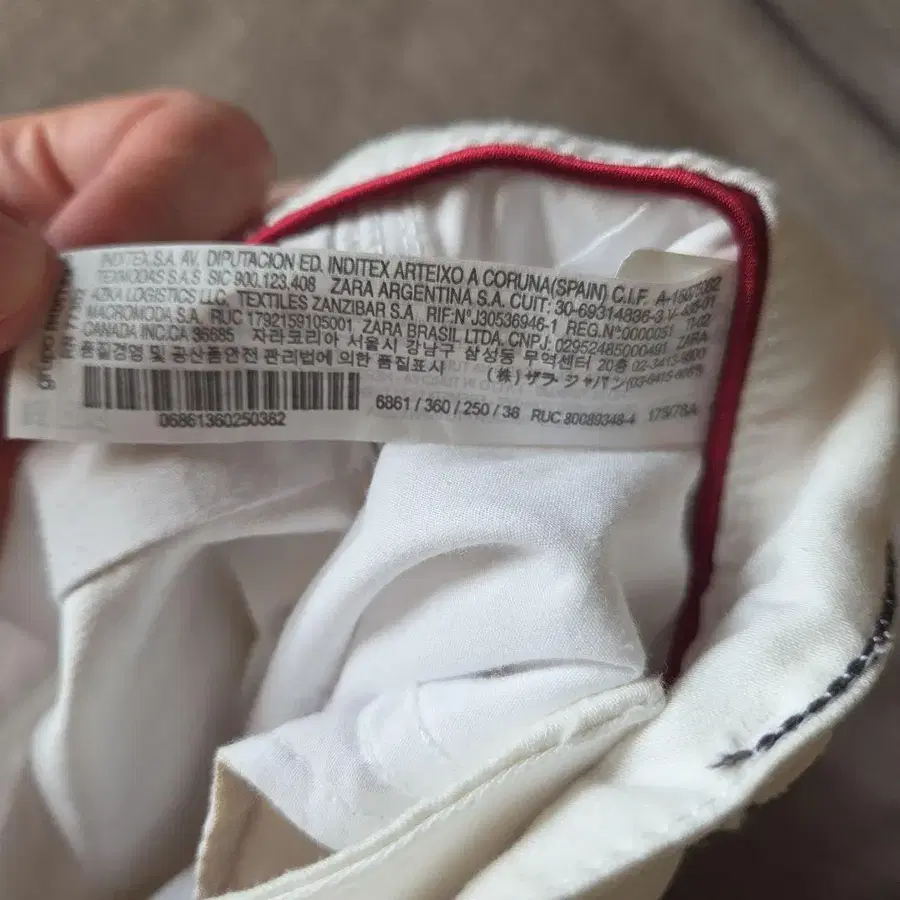 INDITEX.S.A. AV. DIPUTACION ED. INDITEX ARTEIXO A CORUNA(SPAIN) C.I.F.
TEXMODAS S.A.S SIC 900.123.408 ZARA ARGENTINA S.A. CUIT: 30-69314836-3
AZKA LOGISTICS LLC, TEXTILES ZANZIBAR S.A RIF:N°J30536946-1 REG.N°0000051
MACROMODA S.A. RUC 1792159105001 ZARA BRASIL LTDA, CNPJ: 02952485000491 ZARA
CANADA INC.CA 36685 자라코리아 서울시 강남구 삼성동 무역센터 20층
품질경영 및 공산품안전 관리법에 의한 품질표시 (株) ザラ・ジャパン
06861360250382
6861 / 360 / 250 / 38 RUC 80089348-4 175/78A